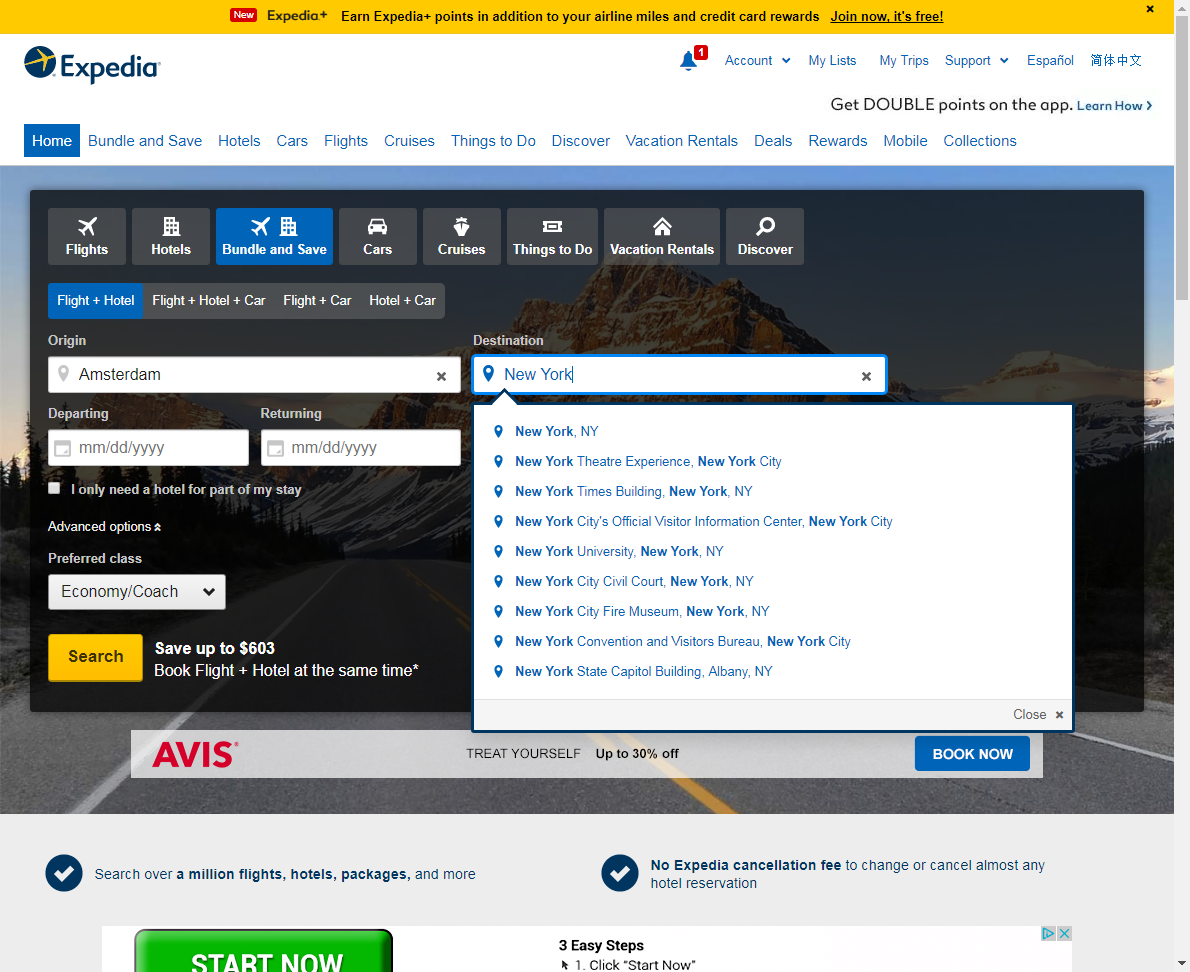 New Expedia+ Earn Expedia+ points in addition to your airline miles and credit card rewards Join now, it's free!
Expedia
1 Account My Lists My Trips Support Español 简体中文
Get DOUBLE points on the app. Learn How
Home Bundle and Save Hotels Cars Flights Cruises Things to Do Discover Vacation Rentals Deals Rewards Mobile Collections
Flights Hotels Bundle and Save Cars Cruises Things to Do Vacation Rentals Discover
Flight + Hotel Flight + Hotel + Car Flight + Car Hotel + Car
Origin Destination
Amsterdam New York
Departing Returning
mm/dd/yyyy mm/dd/yyyy
I only need a hotel for part of my stay
Advanced options
Preferred class
Economy/Coach
Search
Save up to $603
Book Flight + Hotel at the same time*
New York, NY
New York Theatre Experience, New York City
New York Times Building, New York, NY
New York City's Official Visitor Information Center, New York City
New York University, New York, NY
New York City Civil Court, New York, NY
New York City Fire Museum, New York, NY
New York Convention and Visitors Bureau, New York City
New York State Capitol Building, Albany, NY
Close
AVIS TREAT YOURSELF Up to 30% off BOOK NOW
Search over a million flights, hotels, packages, and more
No Expedia cancellation fee to change or cancel almost any
hotel reservation
START NOW
3 Easy Steps
1. Click "Start Now"